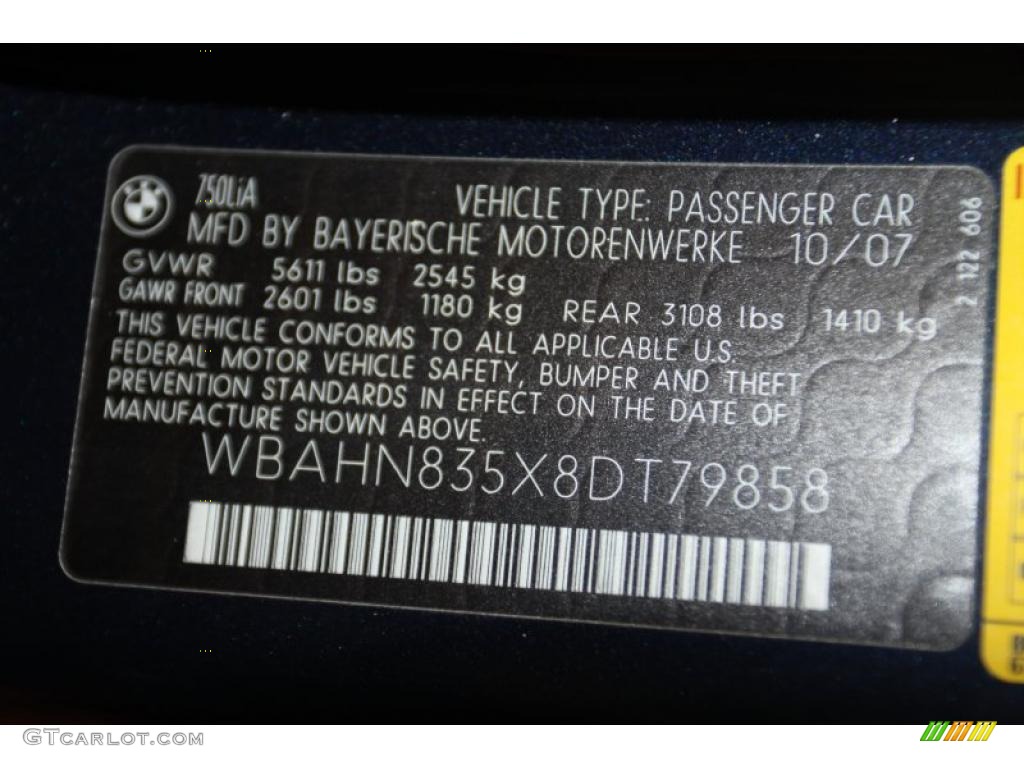 750LiA
VEHICLE TYPE: PASSENGER CAR
MFD BY BAYERISCHE MOTORENWERKE 10/07
GVWR 5611 lbs 2545 kg
GAWR FRONT 2601 lbs 1180 kg REAR 3108 lbs 1410 kg
THIS VEHICLE CONFORMS TO ALL APPLICABLE U.S.
FEDERAL MOTOR VEHICLE SAFETY, BUMPER AND THEFT
PREVENTION STANDARDS IN EFFECT ON THE DATE OF
MANUFACTURE SHOWN ABOVE.
WBAHN835X8DT79858
2 122 606
GTCARLOT.COM